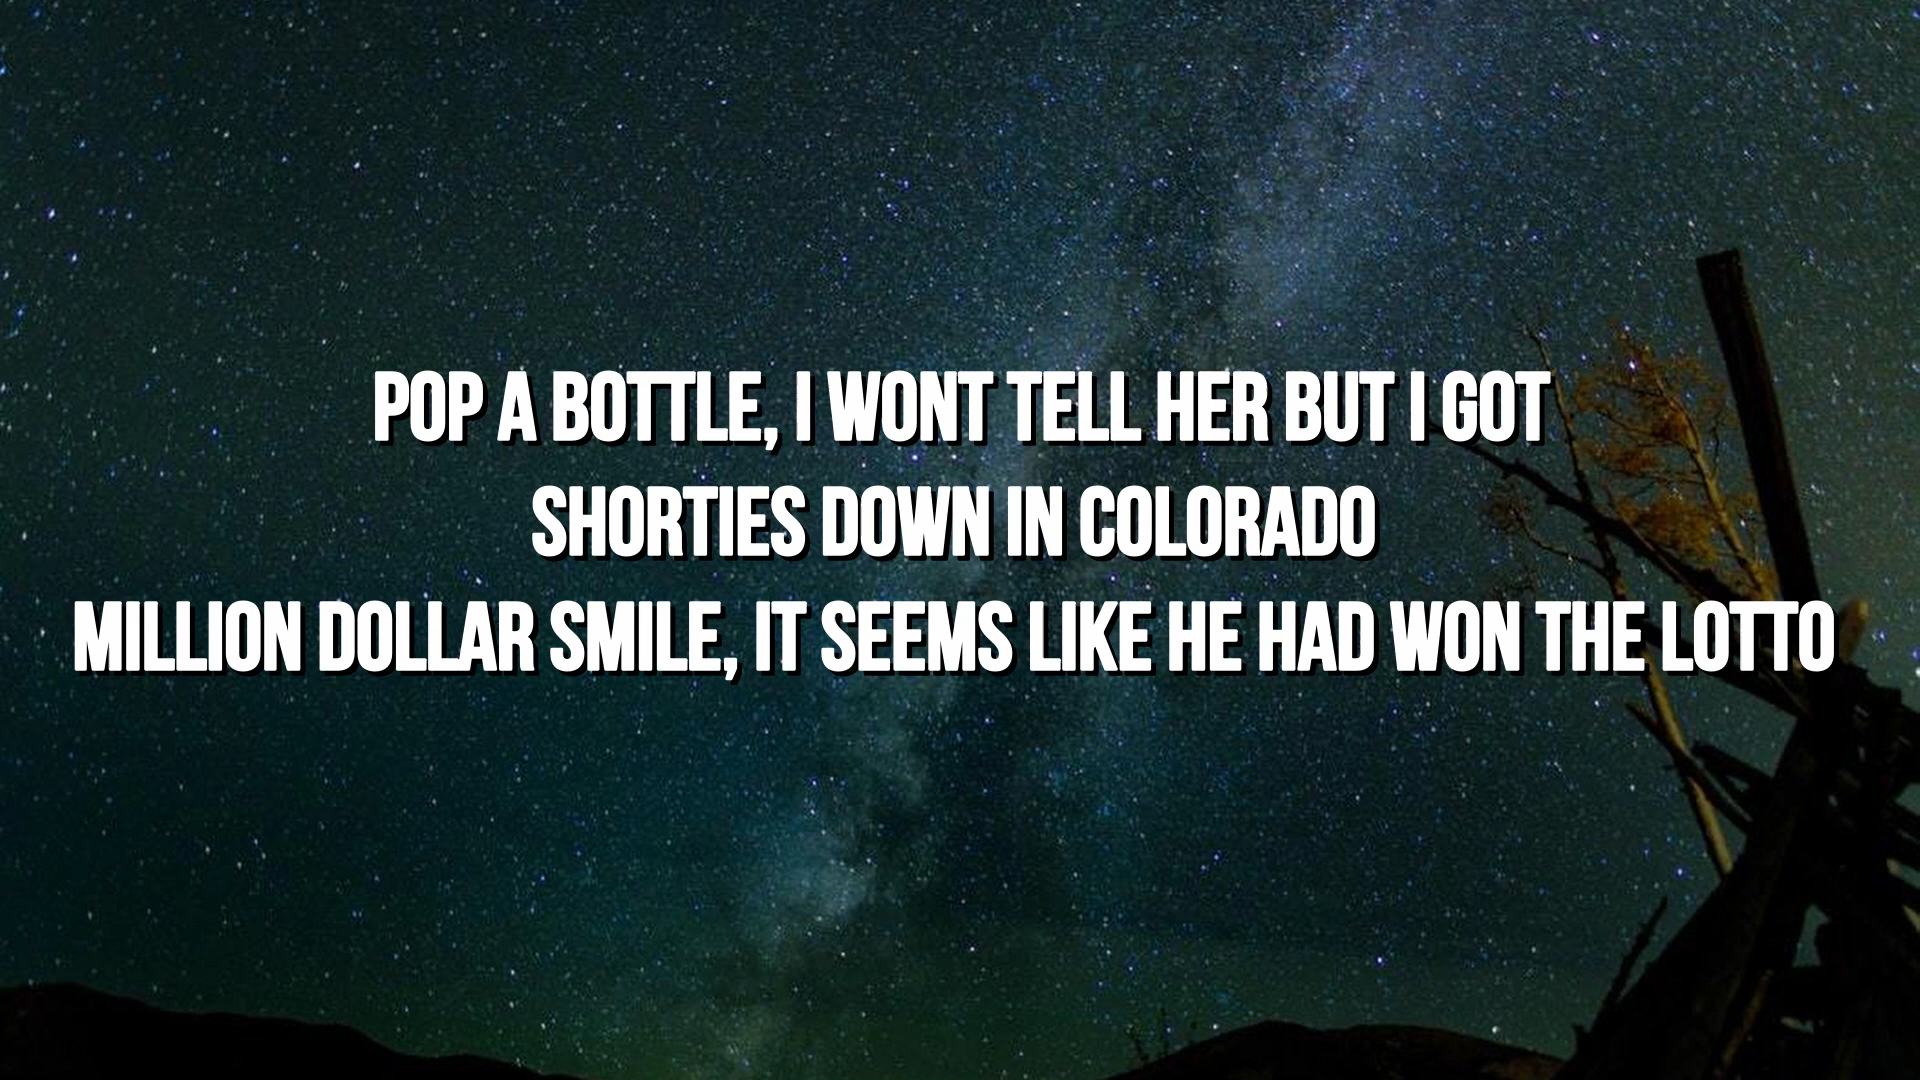 POP A BOTTLE, I WONT TELL HER BUT I GOT
SHORTIES DOWN IN COLORADO
MILLION DOLLAR SMILE, IT SEEMS LIKE HE HAD WON THE LOTTO